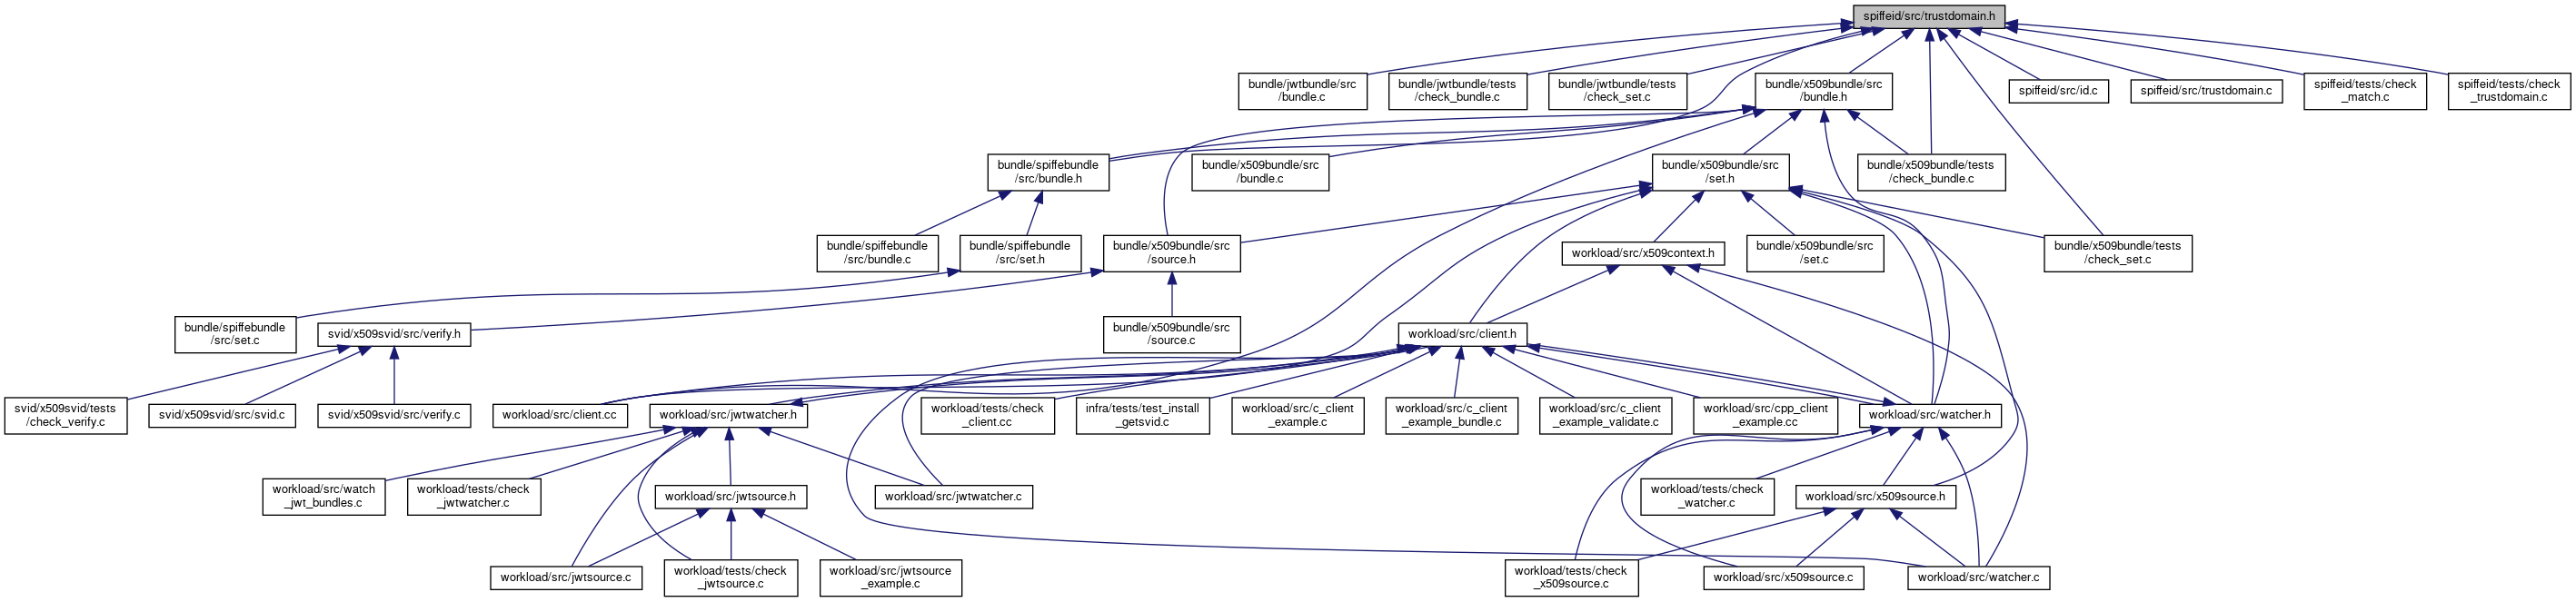 spiffeid/src/trustdomain.h
bundle/jwtbundle/src
/bundle.c
bundle/jwtbundle/tests
/check_bundle.c
bundle/jwtbundle/tests
/check_set.c
bundle/x509bundle/src
/bundle.h
spiffeid/src/id.c
spiffeid/src/trustdomain.c
spiffeid/tests/check
_match.c
spiffeid/tests/check
_trustdomain.c
bundle/spiffebundle
/src/bundle.h
bundle/x509bundle/src
/bundle.c
bundle/x509bundle/src
/set.h
bundle/x509bundle/tests
/check_bundle.c
bundle/spiffebundle
/src/bundle.c
bundle/spiffebundle
/src/set.h
bundle/x509bundle/src
/source.h
workload/src/x509context.h
bundle/x509bundle/src
/set.c
bundle/x509bundle/tests
/check_set.c
bundle/spiffebundle
/src/set.c
svid/x509svid/src/verify.h
bundle/x509bundle/src
/source.c
workload/src/client.h
svid/x509svid/tests
/check_verify.c
svid/x509svid/src/svid.c
svid/x509svid/src/verify.c
workload/src/client.cc
workload/src/jwtwatcher.h
workload/tests/check
_client.cc
infra/tests/test_install
_getsvid.c
workload/src/c_client
_example.c
workload/src/c_client
_example_bundle.c
workload/src/c_client
_example_validate.c
workload/src/cpp_client
_example.cc
workload/src/watcher.h
workload/src/watch
_jwt_bundles.c
workload/tests/check
_jwtwatcher.c
workload/src/jwtsource.h
workload/src/jwtwatcher.c
workload/tests/check
_watcher.c
workload/src/x509source.h
workload/src/jwtsource.c
workload/tests/check
_jwtsource.c
workload/src/jwtsource
_example.c
workload/tests/check
_x509source.c
workload/src/x509source.c
workload/src/watcher.c